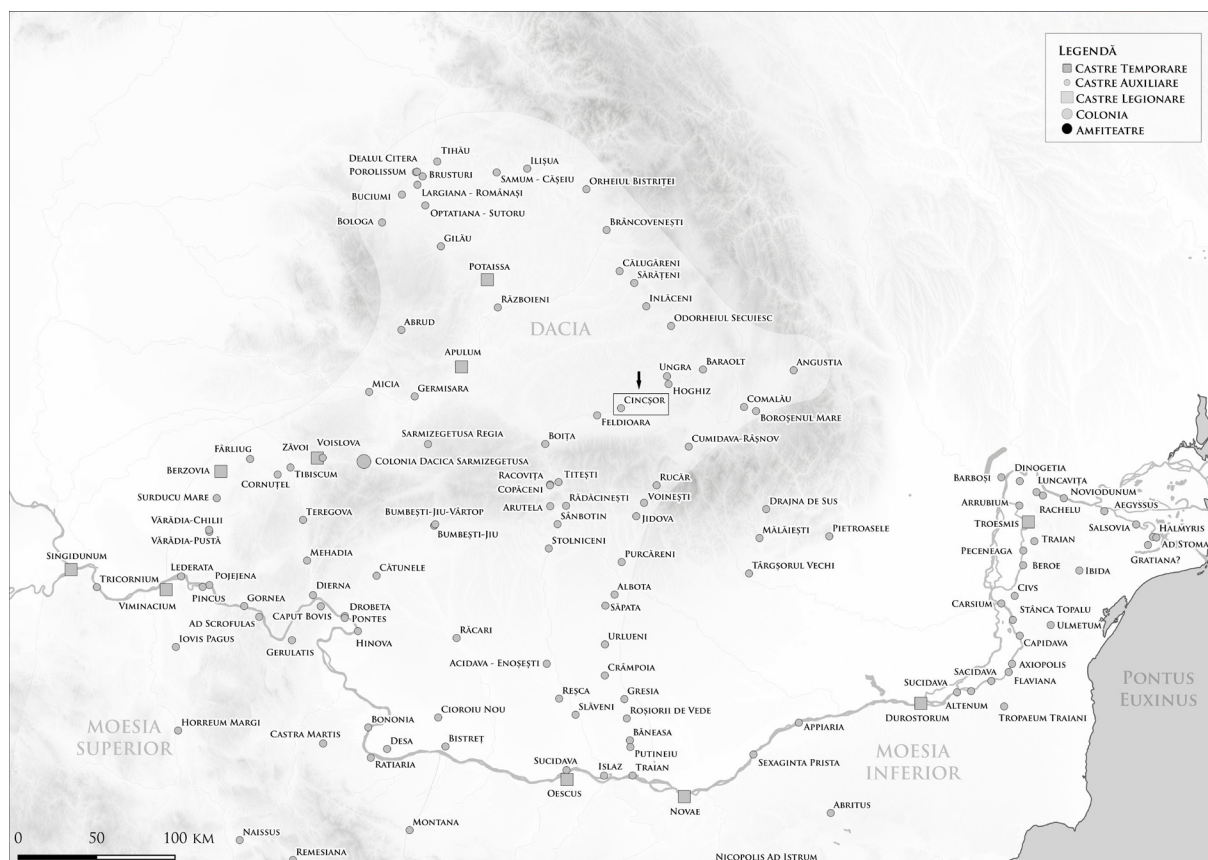 Legendă
Castre Temporare
Castre Auxiliare
Castre Legionare
Colonia
Amfiteatre
Tihău
Dealul Citera
Porolissum
Brusturi
Ilișua
Samum - Cășeiu
Orheiul Bistriței
Buciumi
Largiana - Românași
Optatiana - Sutoru
Bologa
Brâncovenești
Gilău
Potaissa
Călugăreni
Sărățeni
Războieni
Inlăceni
Dacia
Odorheiul Secuiesc
Abrud
Apulum
Ungra
Baraolt
Angustia
Hoghiz
Micia
Germisara
Cincșor
Comalău
Boroșenul Mare
Feldioara
Sarmizegetusa Regia
Boița
Cumidava-Râșnov
Fârliug
Zăvoi
Voislova
Colonia Dacica Sarmizegetusa
Berzovia
Cornuțel
Tibiscum
Racovița
Titești
Copăceni
Rucăr
Surducu Mare
Arutela
Rădăcinești
Voinești
Sânbotin
Jidova
Drajna de Sus
Teregova
Bumbești-Jiu-Vârtop
Bumbești-Jiu
Vărădia-Chilii
Vărădia-Pustă
Stolniceni
Mălăiești
Pietroasele
Singidunum
Mehadia
Purcăreni
Târgșorul Vechi
Cătunele
Lederata
Tricornium
Pojejena
Viminacium
Pincus
Gornea
Dierna
Albota
Ad Scrofulas
Caput Bovis
Drobeta
Pontes
Săpata
Iovis Pagus
Gerulatis
Hinova
Răcari
Urlueni
Acidava - Enoșești
Crâmpoia
Reșca
Gresia
Slăveni
Roșiorii de Vede
Moesia
Superior
Horreum Margi
Castra Martis
Bononia
Cioroiu Nou
Desa
Bistreț
Ratiaria
Băneasa
Putineiu
Sucidava
Islaz
Traian
Oescus
Novae
Sexaginta Prista
Appiaria
Moesia
Inferior
Abritus
Montana
Naissus
Remesiana
Nicopolis Ad Istrum
Barboși
Dinogetia
Luncavița
Noviodunum
Arrubium
Rachelu
Aegyssus
Troesmis
Salsovia
Halmyris
Traian
Ad Stoma
Peceneaga
Gratiana?
Beroe
Ibida
Civs
Carsium
Stânca Topalu
Ulmetum
Capidava
Axiopolis
Sacidava
Flaviana
Sucidava
Altenum
Durostorum
Tropaeum Traiani
Pontus
Euxinus
0 50 100 km